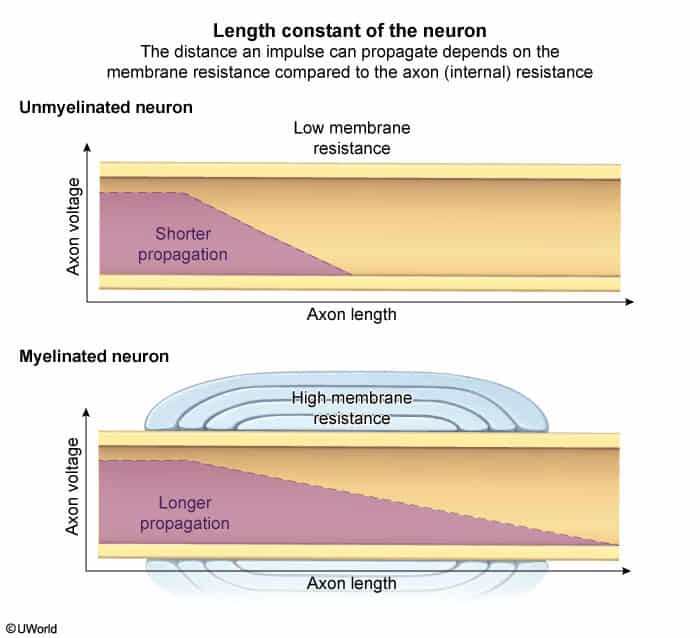 Length constant of the neuron
The distance an impulse can propagate depends on the
membrane resistance compared to the axon (internal) resistance
Unmyelinated neuron
Low membrane
resistance
Axon voltage
Shorter
propagation
Axon length
Myelinated neuron
High membrane
resistance
Axon voltage
Longer
propagation
Axon length
©UWorld